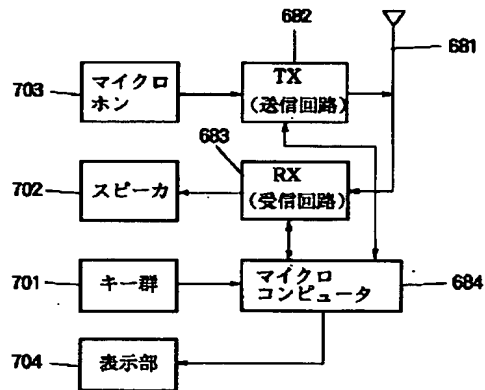 682
681
703
マイクロ
ホン
TX
(送信回路)
683
702
スピーカ
RX
(受信回路)
701
キー群
マイクロ
コンピュータ
684
704
表示部